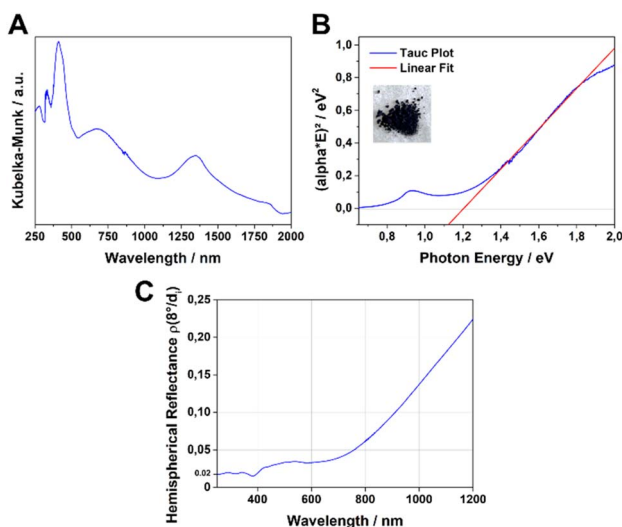 A
Kubelka-Munk / a.u.
250 500 750 1000 1250 1500 1750 2000
Wavelength / nm
B
(alpha*E)² / eV²
1,0
0,8
0,6
0,4
0,2
0,0
Tauc Plot
Linear Fit
0,8 1,0 1,2 1,4 1,6 1,8 2,0
Photon Energy / eV
C
Hemispherical Reflectance ρ(8°/dᵢ)
0,25
0,20
0,15
0,10
0,05
0.02
0
400 600 800 1000 1200
Wavelength / nm